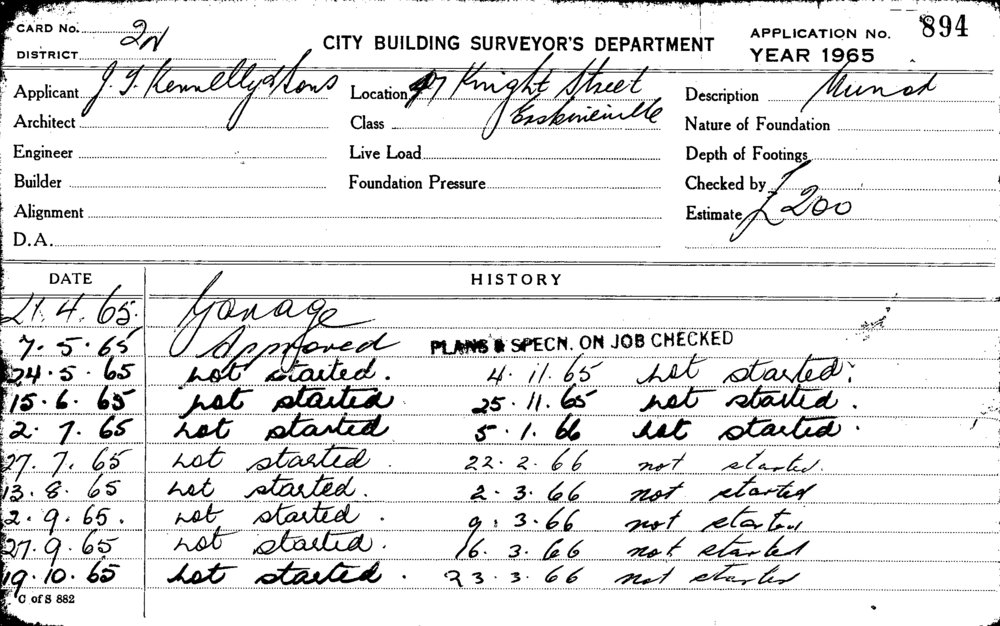 CARD No. 2N
DISTRICT
CITY BUILDING SURVEYOR'S DEPARTMENT
APPLICATION No. 894
YEAR 1965
Applicant J. T. Kennelly & Sons
Location 97 Knight Street
Erskineville
Description Minor
Architect
Class
Nature of Foundation
Engineer
Live Load
Depth of Footings
Builder
Foundation Pressure
Checked by
Alignment
Estimate £ 200
D.A.
DATE HISTORY
21.4.65. Garage
7.5.65 Approved PLANS & SPECN. ON JOB CHECKED
24.5.65 not started. 4.11.65 not started.
15.6.65 not started 25.11.65 not started.
2.7.65 not started 5.1.66 not started.
27.7.65 not started. 22.2.66 not started.
13.8.65 not started. 2.3.66 not started
2.9.65. not started. 9.3.66 not started
27.9.65 not started. 16.3.66 not started
19.10.65 not started. 23.3.66 not started
C of S 882